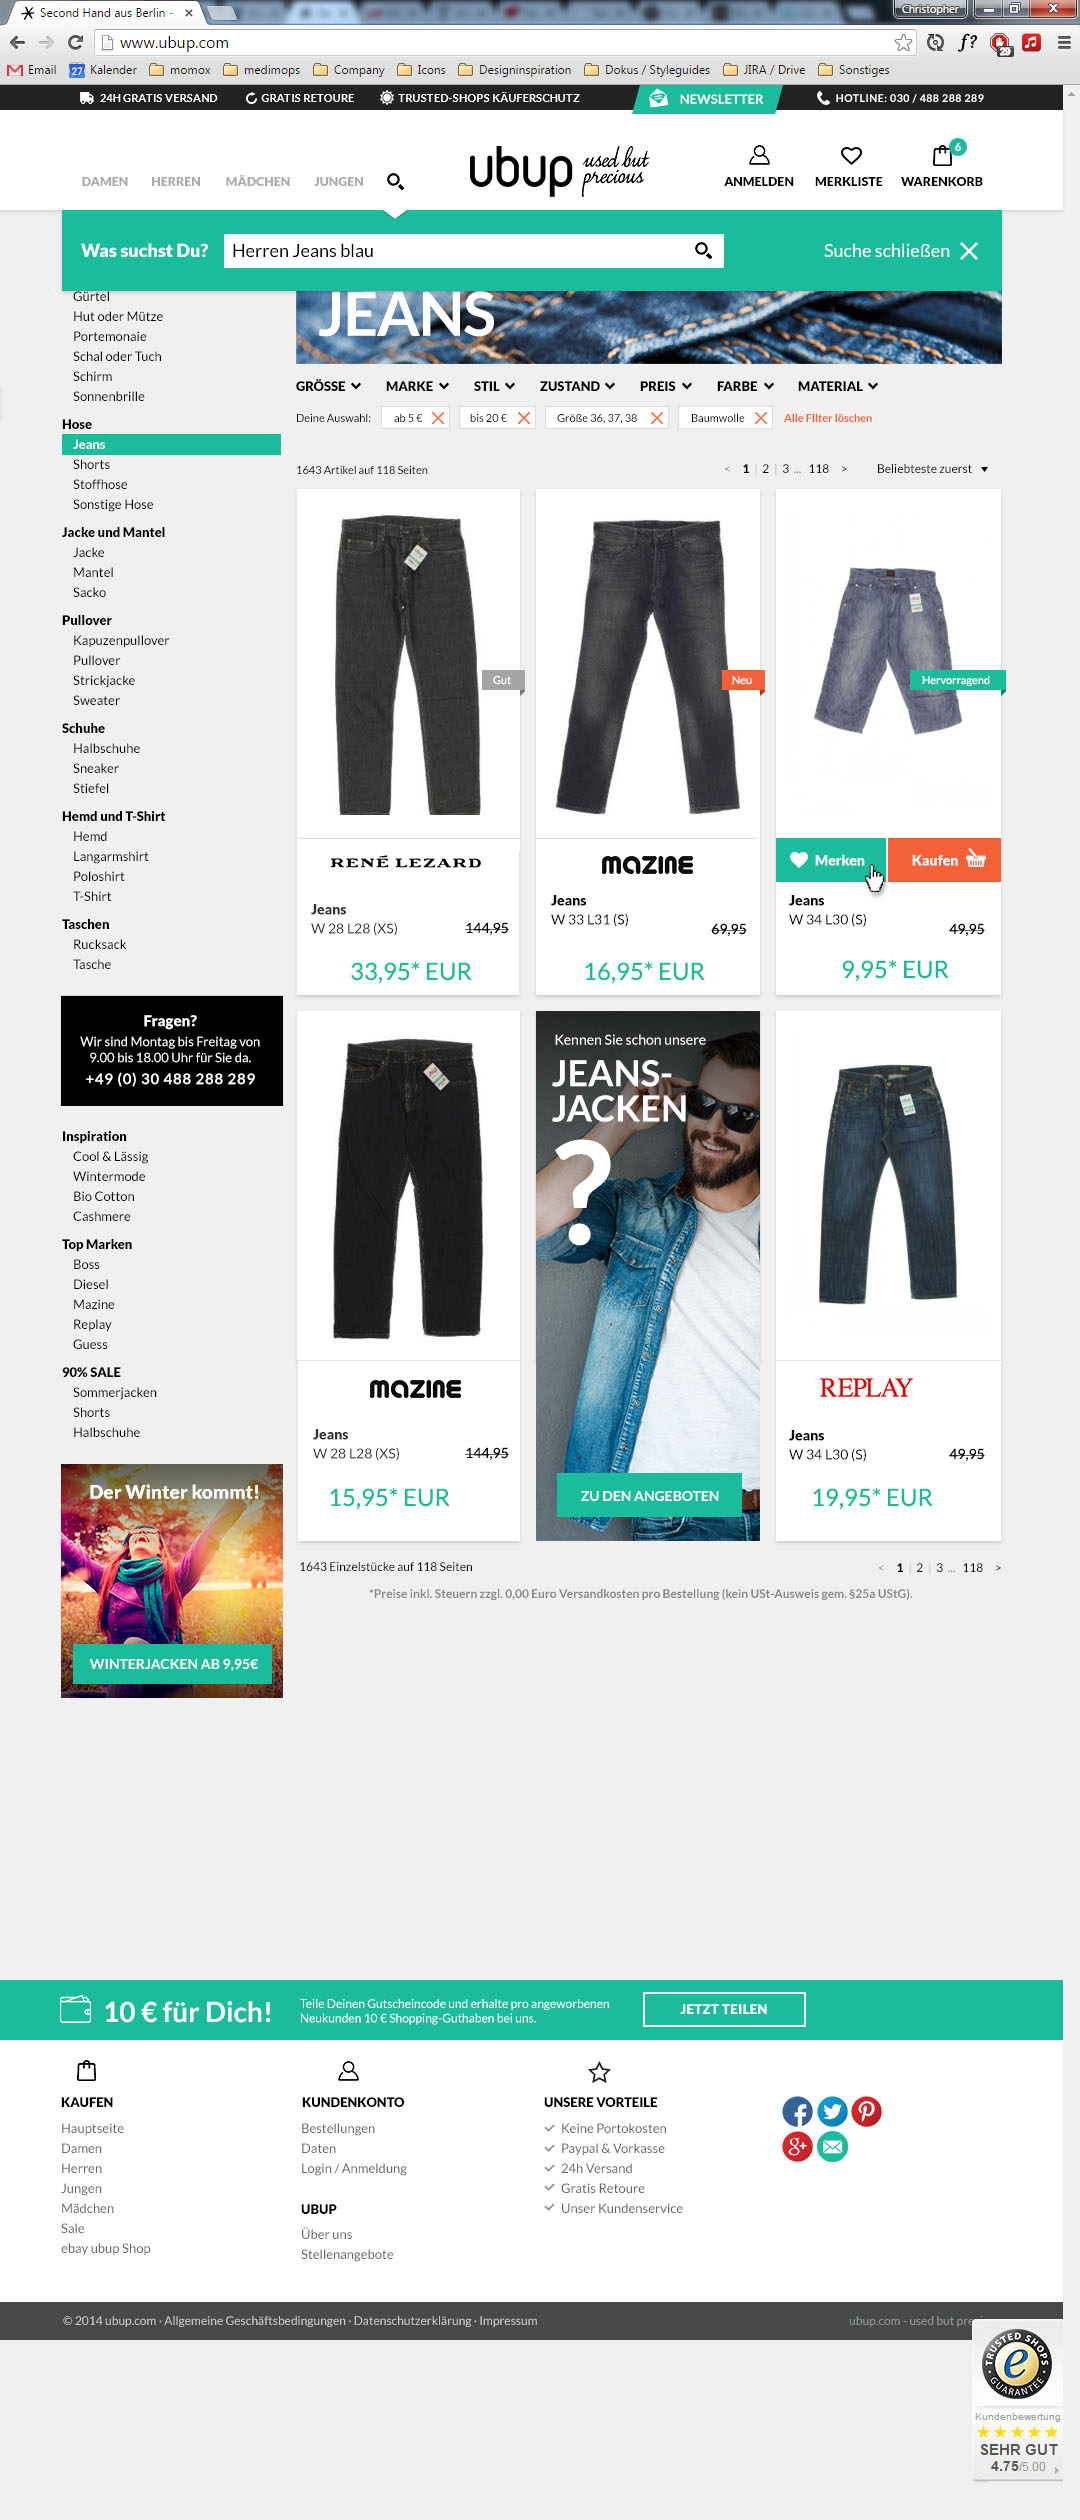 Second Hand aus Berlin -
Christopher
www.ubup.com
f?
29
Email
27 Kalender
momox
medimops
Company
Icons
Designinspiration
Dokus / Styleguides
JIRA / Drive
Sonstiges
24H GRATIS VERSAND
GRATIS RETOURE
TRUSTED-SHOPS KÄUFERSCHUTZ
NEWSLETTER
HOTLINE: 030 / 488 288 289
DAMEN
HERREN
MÄDCHEN
JUNGEN
ubup used but precious
ANMELDEN
MERKLISTE
6
WARENKORB
Was suchst Du?
Herren Jeans blau
Suche schließen
Gürtel
Hut oder Mütze
Portemonaie
Schal oder Tuch
Schirm
Sonnenbrille
Hose
Jeans
Shorts
Stoffhose
Sonstige Hose
Jacke und Mantel
Jacke
Mantel
Sacko
Pullover
Kapuzenpullover
Pullover
Strickjacke
Sweater
Schuhe
Halbschuhe
Sneaker
Stiefel
Hemd und T-Shirt
Hemd
Langarmshirt
Poloshirt
T-Shirt
Taschen
Rucksack
Tasche
Fragen?
Wir sind Montag bis Freitag von
9.00 bis 18.00 Uhr für Sie da.
+49 (0) 30 488 288 289
Inspiration
Cool & Lässig
Wintermode
Bio Cotton
Cashmere
Top Marken
Boss
Diesel
Mazine
Replay
Guess
90% SALE
Sommerjacken
Shorts
Halbschuhe
Der Winter kommt!
WINTERJACKEN AB 9,95€
JEANS
GRÖSSE
MARKE
STIL
ZUSTAND
PREIS
FARBE
MATERIAL
Deine Auswahl:
ab 5 €
bis 20 €
Größe 36, 37, 38
Baumwolle
Alle FIlter löschen
1643 Artikel auf 118 Seiten
< 1 | 2 | 3 ... 118 >
Beliebteste zuerst
Gut
RENÉ LEZARD
Jeans
W 28 L28 (XS)
144,95
33,95* EUR
Neu
mazine
Jeans
W 33 L31 (S)
69,95
16,95* EUR
Hervorragend
Merken
Kaufen
Jeans
W 34 L30 (S)
49,95
9,95* EUR
mazine
Jeans
W 28 L28 (XS)
144,95
15,95* EUR
Kennen Sie schon unsere
JEANS-
JACKEN
?
ZU DEN ANGEBOTEN
REPLAY
Jeans
W 34 L30 (S)
49,95
19,95* EUR
1643 Einzelstücke auf 118 Seiten
< 1 | 2 | 3 ... 118 >
*Preise inkl. Steuern zzgl. 0,00 Euro Versandkosten pro Bestellung (kein USt-Ausweis gem. §25a UStG).
10 € für Dich!
Teile Deinen Gutscheincode und erhalte pro angeworbenen
Neukunden 10 € Shopping-Guthaben bei uns.
JETZT TEILEN
KAUFEN
Hauptseite
Damen
Herren
Jungen
Mädchen
Sale
ebay ubup Shop
KUNDENKONTO
Bestellungen
Daten
Login / Anmeldung
UBUP
Über uns
Stellenangebote
UNSERE VORTEILE
Keine Portokosten
Paypal & Vorkasse
24h Versand
Gratis Retoure
Unser Kundenservice
© 2014 ubup.com · Allgemeine Geschäftsbedingungen · Datenschutzerklärung · Impressum
ubup.com - used but pre
TRUSTED SHOPS
e
GUARANTEE
Kundenbewertung
SEHR GUT
4.75/5.00